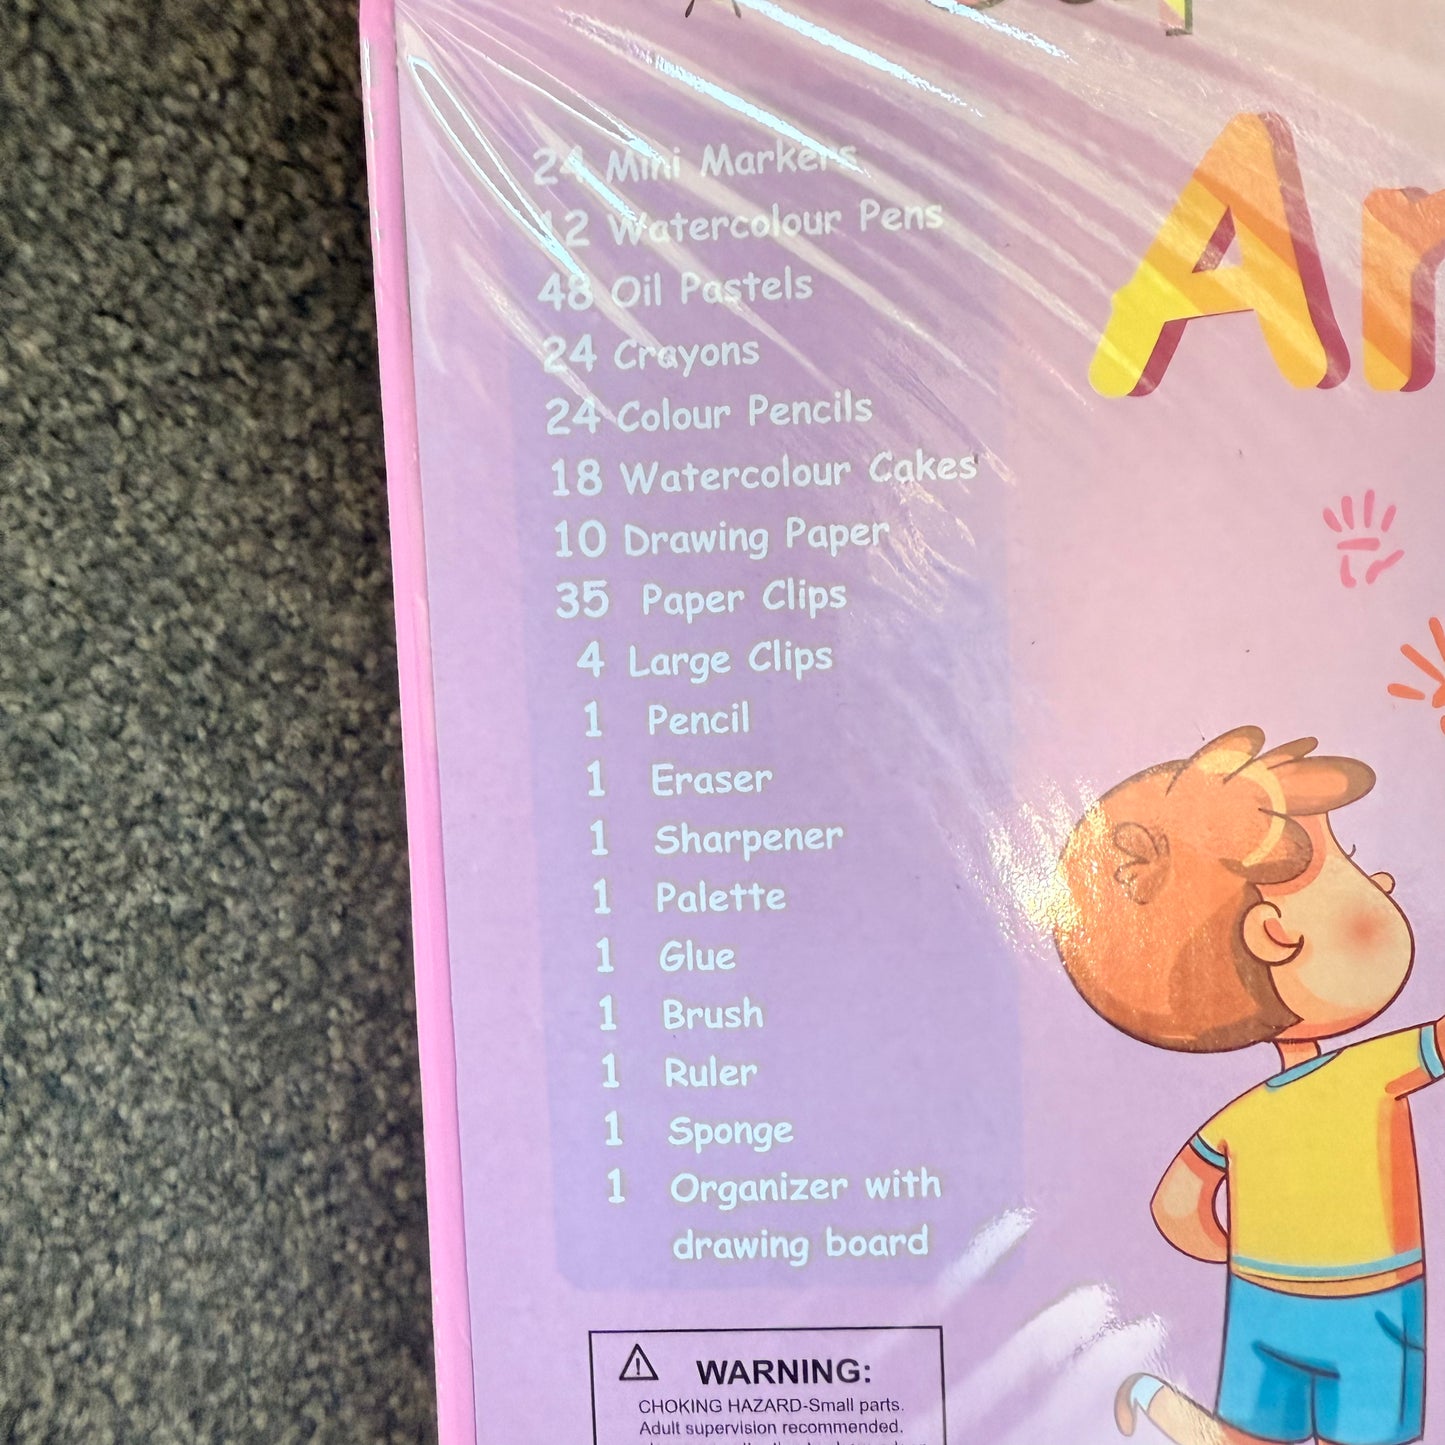 24 Mini Markers
12 Watercolour Pens
48 Oil Pastels
24 Crayons
24 Colour Pencils
18 Watercolour Cakes
10 Drawing Paper
35 Paper Clips
4 Large Clips
1 Pencil
1 Eraser
1 Sharpener
1 Palette
1 Glue
1 Brush
1 Ruler
1 Sponge
1 Organizer with
drawing board
WARNING:
CHOKING HAZARD-Small parts.
Adult supervision recommended.